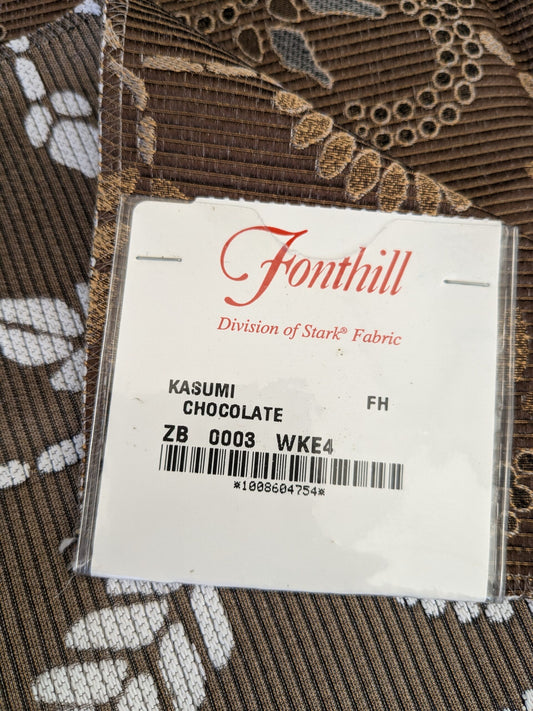 Fonthill
Division of Stark® Fabric
KASUMI FH
CHOCOLATE
ZB 0003 WKE4
*1008604754*